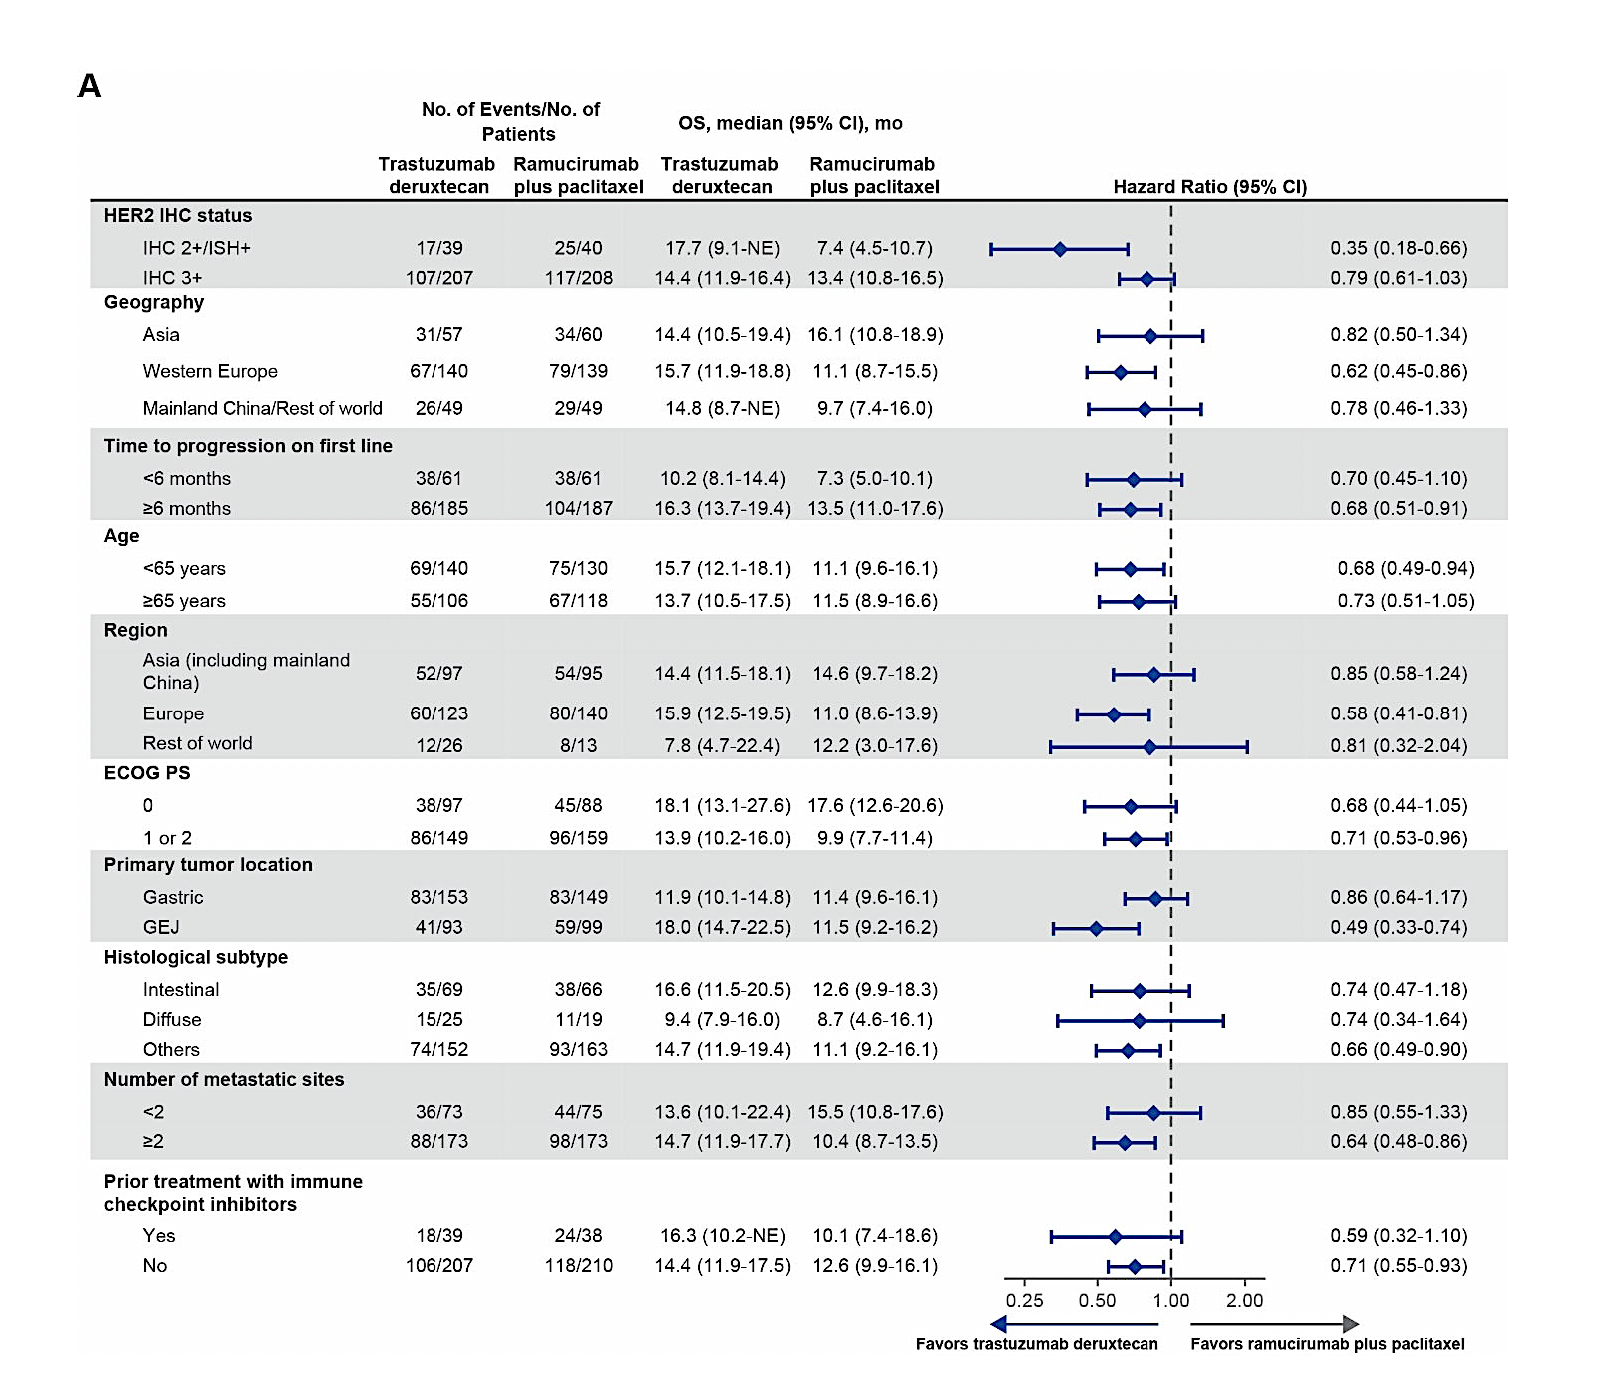 A
No. of Events/No. of
Patients
OS, median (95% CI), mo
Trastuzumab Ramucirumab Trastuzumab Ramucirumab
deruxtecan plus paclitaxel deruxtecan plus paclitaxel Hazard Ratio (95% CI)
HER2 IHC status
IHC 2+/ISH+ 17/39 25/40 17.7 (9.1-NE) 7.4 (4.5-10.7) 0.35 (0.18-0.66)
IHC 3+ 107/207 117/208 14.4 (11.9-16.4) 13.4 (10.8-16.5) 0.79 (0.61-1.03)
Geography
Asia 31/57 34/60 14.4 (10.5-19.4) 16.1 (10.8-18.9) 0.82 (0.50-1.34)
Western Europe 67/140 79/139 15.7 (11.9-18.8) 11.1 (8.7-15.5) 0.62 (0.45-0.86)
Mainland China/Rest of world 26/49 29/49 14.8 (8.7-NE) 9.7 (7.4-16.0) 0.78 (0.46-1.33)
Time to progression on first line
<6 months 38/61 38/61 10.2 (8.1-14.4) 7.3 (5.0-10.1) 0.70 (0.45-1.10)
≥6 months 86/185 104/187 16.3 (13.7-19.4) 13.5 (11.0-17.6) 0.68 (0.51-0.91)
Age
<65 years 69/140 75/130 15.7 (12.1-18.1) 11.1 (9.6-16.1) 0.68 (0.49-0.94)
≥65 years 55/106 67/118 13.7 (10.5-17.5) 11.5 (8.9-16.6) 0.73 (0.51-1.05)
Region
Asia (including mainland
China) 52/97 54/95 14.4 (11.5-18.1) 14.6 (9.7-18.2) 0.85 (0.58-1.24)
Europe 60/123 80/140 15.9 (12.5-19.5) 11.0 (8.6-13.9) 0.58 (0.41-0.81)
Rest of world 12/26 8/13 7.8 (4.7-22.4) 12.2 (3.0-17.6) 0.81 (0.32-2.04)
ECOG PS
0 38/97 45/88 18.1 (13.1-27.6) 17.6 (12.6-20.6) 0.68 (0.44-1.05)
1 or 2 86/149 96/159 13.9 (10.2-16.0) 9.9 (7.7-11.4) 0.71 (0.53-0.96)
Primary tumor location
Gastric 83/153 83/149 11.9 (10.1-14.8) 11.4 (9.6-16.1) 0.86 (0.64-1.17)
GEJ 41/93 59/99 18.0 (14.7-22.5) 11.5 (9.2-16.2) 0.49 (0.33-0.74)
Histological subtype
Intestinal 35/69 38/66 16.6 (11.5-20.5) 12.6 (9.9-18.3) 0.74 (0.47-1.18)
Diffuse 15/25 11/19 9.4 (7.9-16.0) 8.7 (4.6-16.1) 0.74 (0.34-1.64)
Others 74/152 93/163 14.7 (11.9-19.4) 11.1 (9.2-16.1) 0.66 (0.49-0.90)
Number of metastatic sites
<2 36/73 44/75 13.6 (10.1-22.4) 15.5 (10.8-17.6) 0.85 (0.55-1.33)
≥2 88/173 98/173 14.7 (11.9-17.7) 10.4 (8.7-13.5) 0.64 (0.48-0.86)
Prior treatment with immune
checkpoint inhibitors
Yes 18/39 24/38 16.3 (10.2-NE) 10.1 (7.4-18.6) 0.59 (0.32-1.10)
No 106/207 118/210 14.4 (11.9-17.5) 12.6 (9.9-16.1) 0.71 (0.55-0.93)
0.25 0.50 1.00 2.00
Favors trastuzumab deruxtecan Favors ramucirumab plus paclitaxel